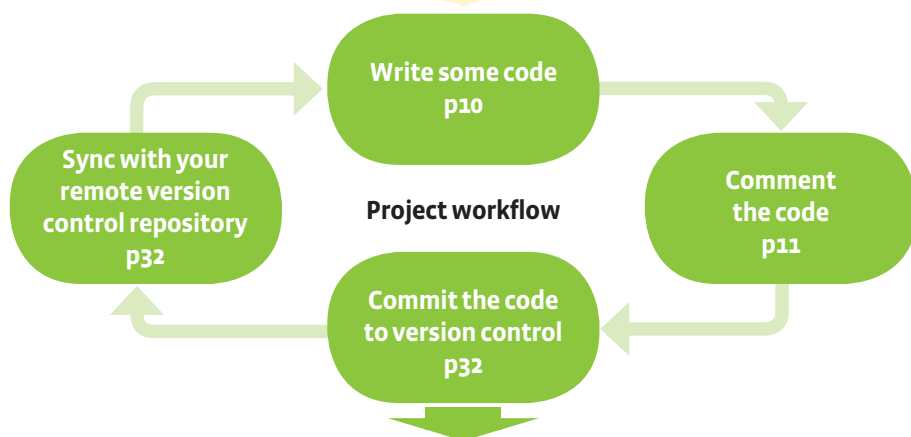 Write some code
p10
Comment
the code
p11
Commit the code
to version control
p32
Sync with your
remote version
control repository
p32
Project workflow